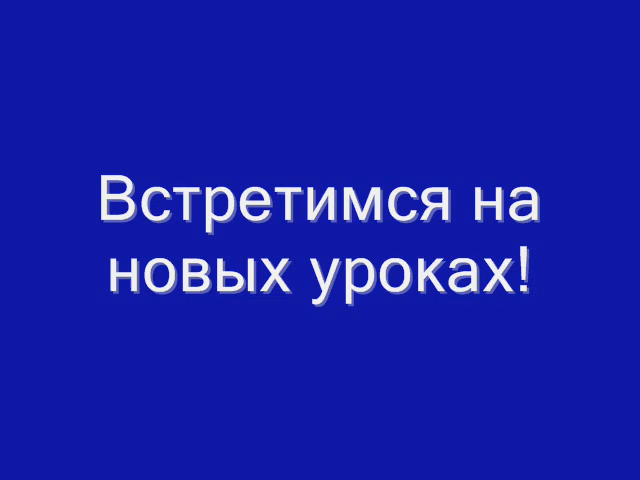 Встретимся на
новых уроках!